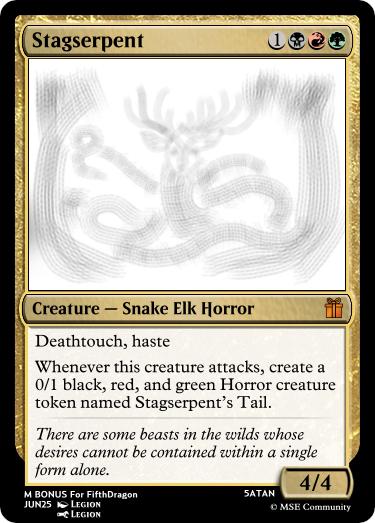 Stagserpent
1
Creature — Snake Elk Horror
Deathtouch, haste
Whenever this creature attacks, create a
0/1 black, red, and green Horror creature
token named Stagserpent's Tail.
There are some beasts in the wilds whose
desires cannot be contained within a single
form alone.
4/4
M BONUS For FifthDragon
5ATAN
JUN25 Legion
Legion
© MSE Community